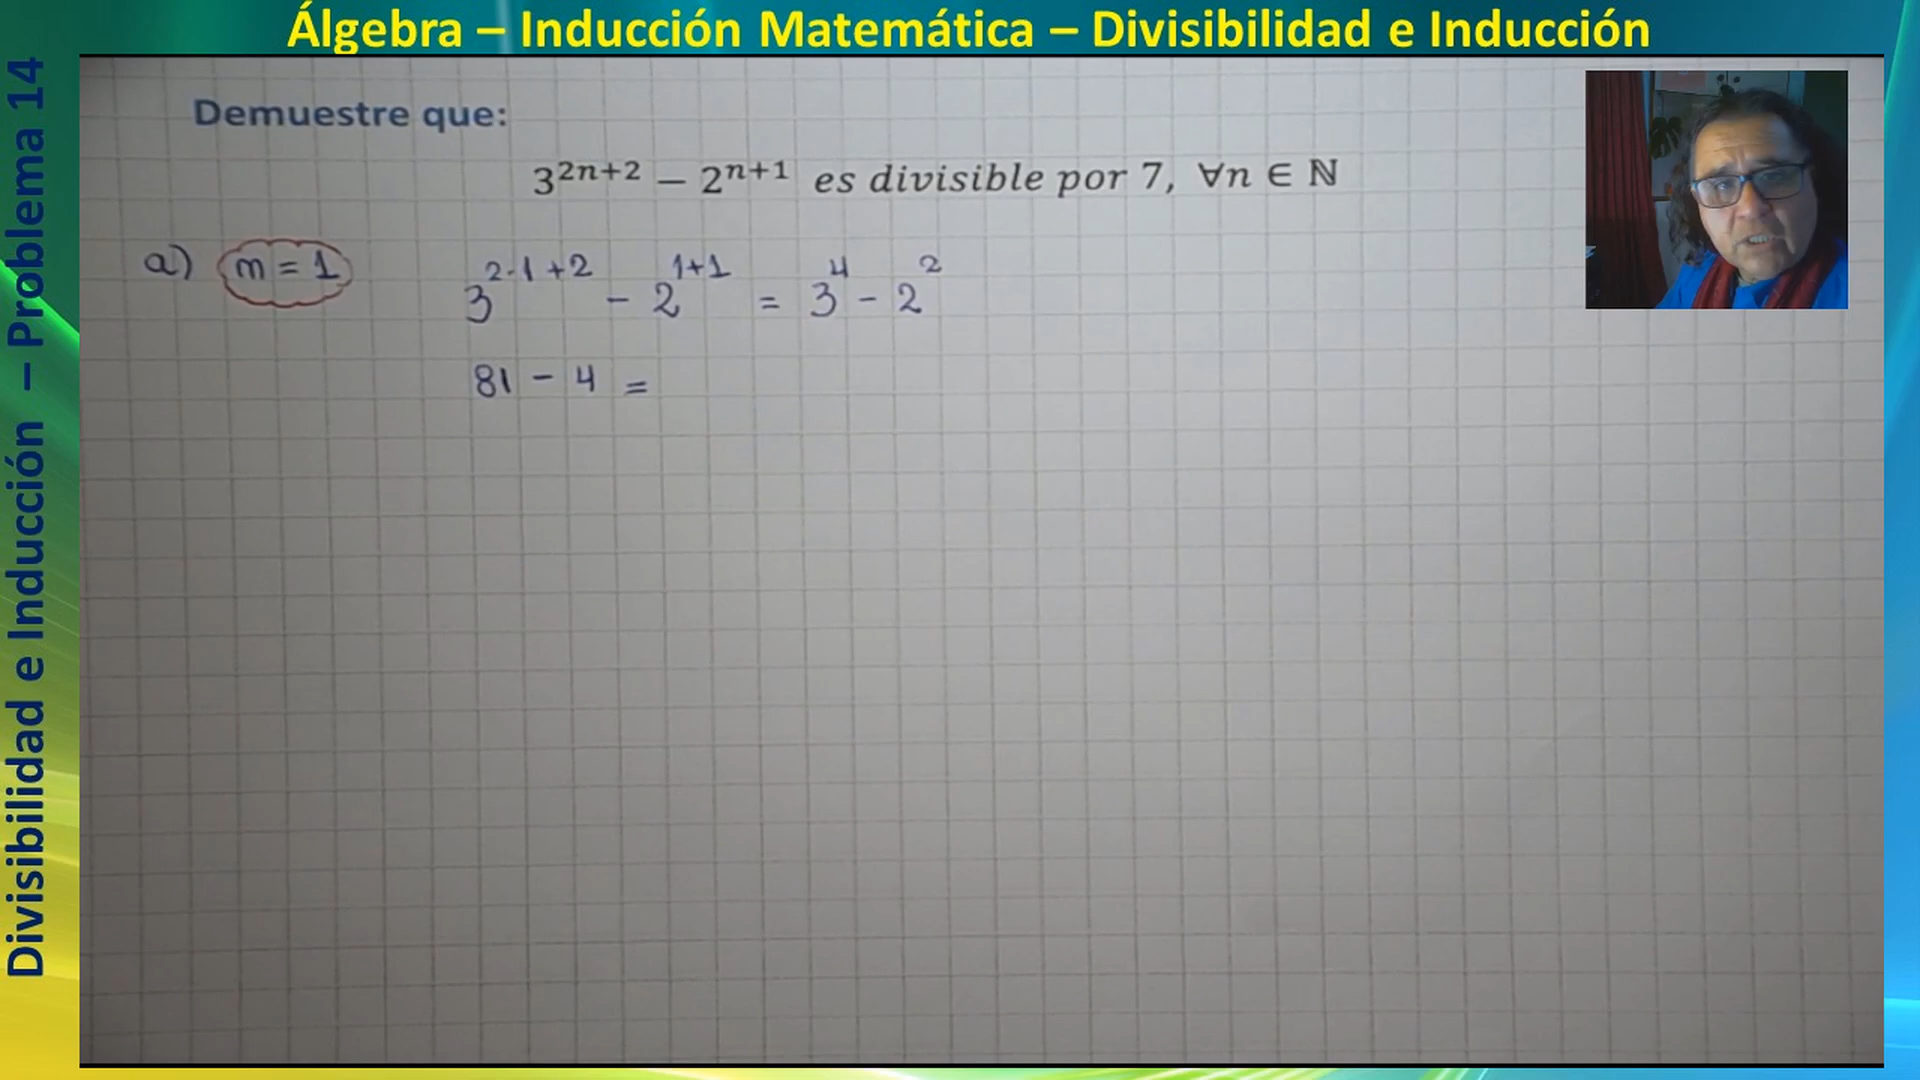 Álgebra – Inducción Matemática – Divisibilidad e Inducción
Divisibilidad e Inducción – Problema 14
Demuestre que:
3^{2n+2} − 2^{n+1} es divisible por 7, ∀n ∈ ℕ
a) n = 1 3^{2·1+2} − 2^{1+1} = 3^4 − 2^2
81 − 4 =